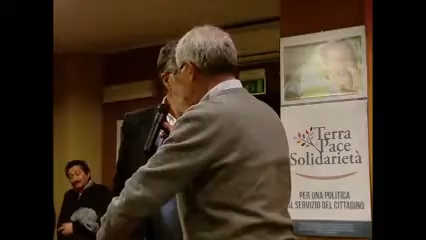 Terra
Pace
Solidarietà
PER UNA POLITICA
AL SERVIZIO DEL CITTADINO